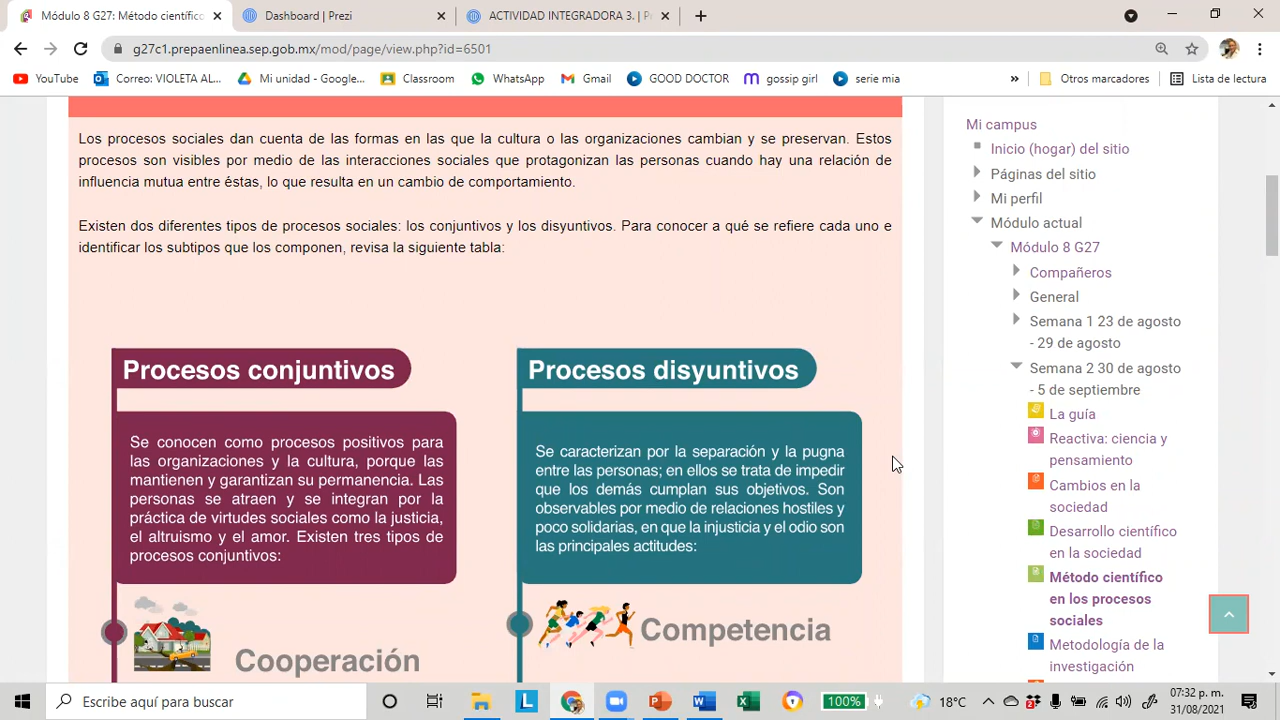 Módulo 8 G27: Método científico
Dashboard | Prezi
ACTIVIDAD INTEGRADORA 3. | P
g27c1.prepaenlinea.sep.gob.mx/mod/page/view.php?id=6501
YouTube
Correo: VIOLETA AL...
Mi unidad - Google...
Classroom
WhatsApp
Gmail
GOOD DOCTOR
gossip girl
serie mia
»
Otros marcadores
Lista de lectura
Los procesos sociales dan cuenta de las formas en las que la cultura o las organizaciones cambian y se preservan. Estos
procesos son visibles por medio de las interacciones sociales que protagonizan las personas cuando hay una relación de
influencia mutua entre éstas, lo que resulta en un cambio de comportamiento.
Existen dos diferentes tipos de procesos sociales: los conjuntivos y los disyuntivos. Para conocer a qué se refiere cada uno e
identificar los subtipos que los componen, revisa la siguiente tabla:
Procesos conjuntivos
Se conocen como procesos positivos para
las organizaciones y la cultura, porque las
mantienen y garantizan su permanencia. Las
personas se atraen y se integran por la
práctica de virtudes sociales como la justicia,
el altruismo y el amor. Existen tres tipos de
procesos conjuntivos:
Cooperación
Procesos disyuntivos
Se caracterizan por la separación y la pugna
entre las personas; en ellos se trata de impedir
que los demás cumplan sus objetivos. Son
observables por medio de relaciones hostiles y
poco solidarias, en que la injusticia y el odio son
las principales actitudes:
Competencia
Mi campus
Inicio (hogar) del sitio
Páginas del sitio
Mi perfil
Módulo actual
Módulo 8 G27
Compañeros
General
Semana 1 23 de agosto
- 29 de agosto
Semana 2 30 de agosto
- 5 de septiembre
La guía
Reactiva: ciencia y
pensamiento
Cambios en la
sociedad
Desarrollo científico
en la sociedad
Método científico
en los procesos
sociales
Metodología de la
investigación
Escribe aquí para buscar
100%
18°C
07:32 p. m.
31/08/2021